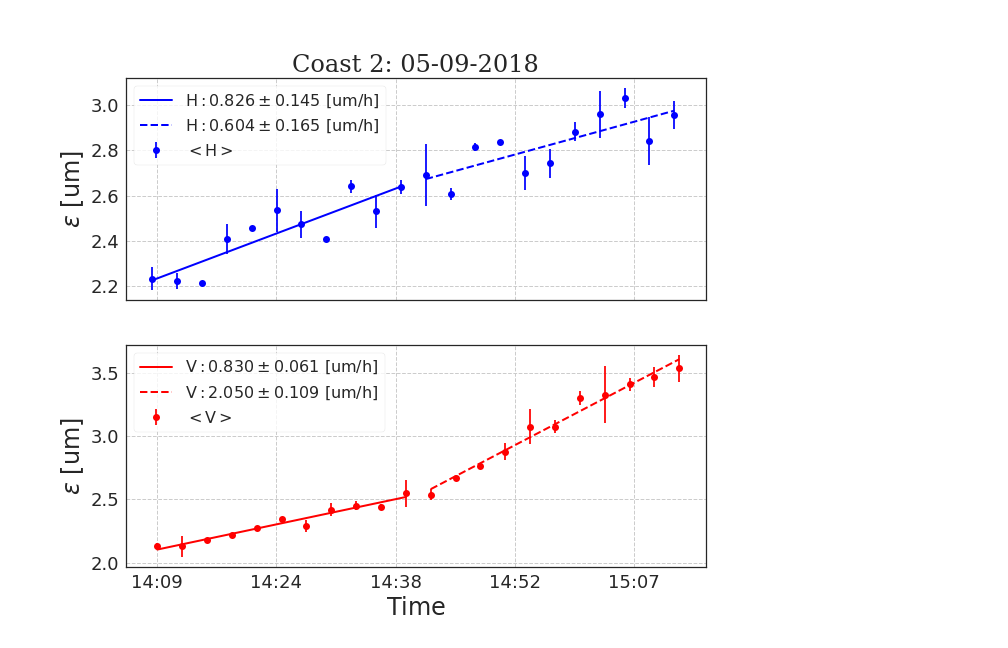 Coast 2: 05-09-2018
H : 0.826 ± 0.145 [um/h]
H : 0.604 ± 0.165 [um/h]
< H >
3.0
2.8
2.6
2.4
2.2
ε [um]
V : 0.830 ± 0.061 [um/h]
V : 2.050 ± 0.109 [um/h]
< V >
3.5
3.0
2.5
2.0
ε [um]
14:09 14:24 14:38 14:52 15:07
Time